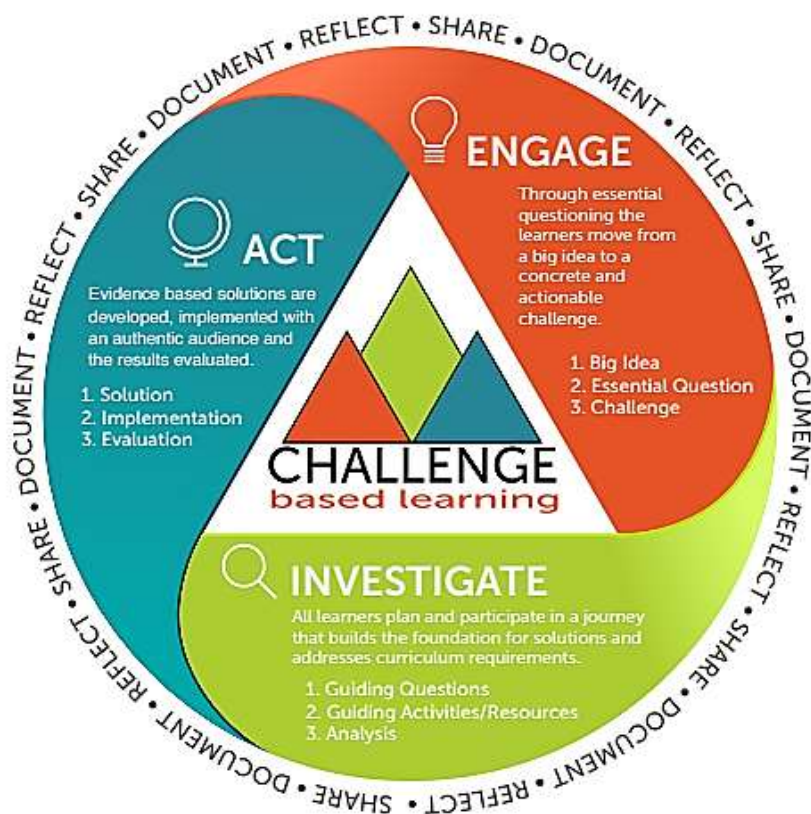 REFLECT • SHARE • DOCUMENT • REFLECT • SHARE • DOCUMENT • REFLECT • SHARE • DOCUMENT • REFLECT • SHARE • DOCUMENT • REFLECT • SHARE • DOCUMENT • REFLECT • SHARE • DOCUMENT •
ENGAGE
Through essential
questioning the
learners move from
a big idea to a
concrete and
actionable
challenge.
1. Big Idea
2. Essential Question
3. Challenge
INVESTIGATE
All learners plan and participate in a journey
that builds the foundation for solutions and
addresses curriculum requirements.
1. Guiding Questions
2. Guiding Activities/Resources
3. Analysis
ACT
Evidence based solutions are
developed, implemented with
an authentic audience and
the results evaluated.
1. Solution
2. Implementation
3. Evaluation
CHALLENGE
based learning